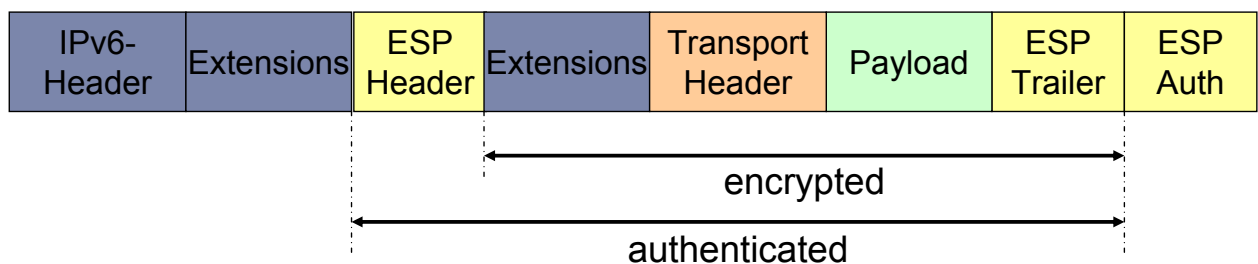 IPv6-
Header
Extensions
ESP
Header
Extensions
Transport
Header
Payload
ESP
Trailer
ESP
Auth
encrypted
authenticated